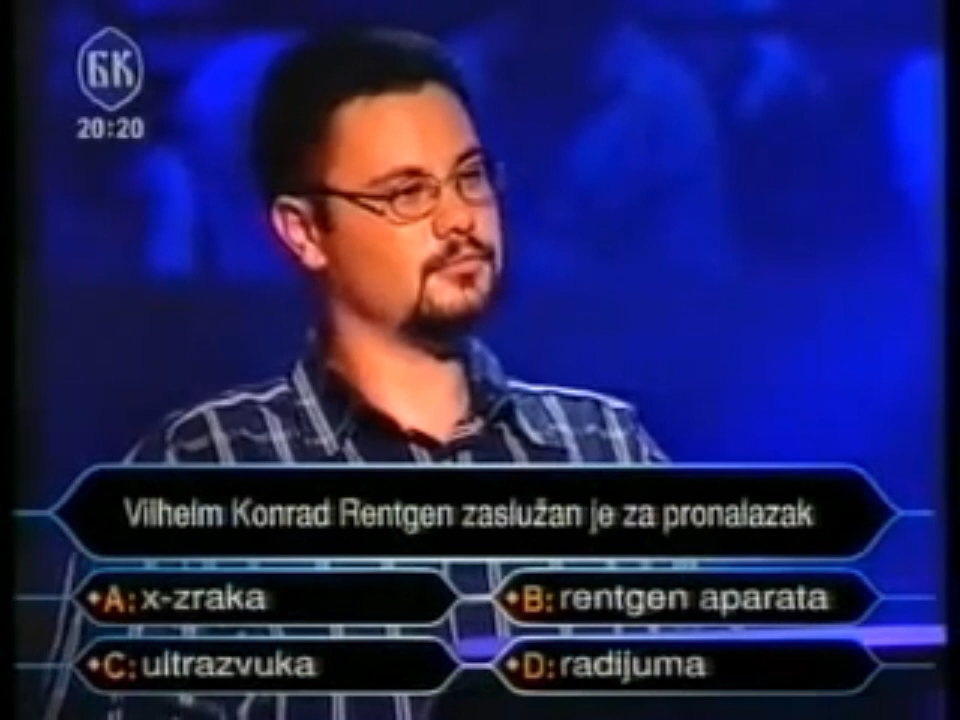 БК
20:20
Vilhelm Konrad Rentgen zaslužan je za pronalazak
A: x-zraka
B: rentgen aparata
C: ultrazvuka
D: radijuma